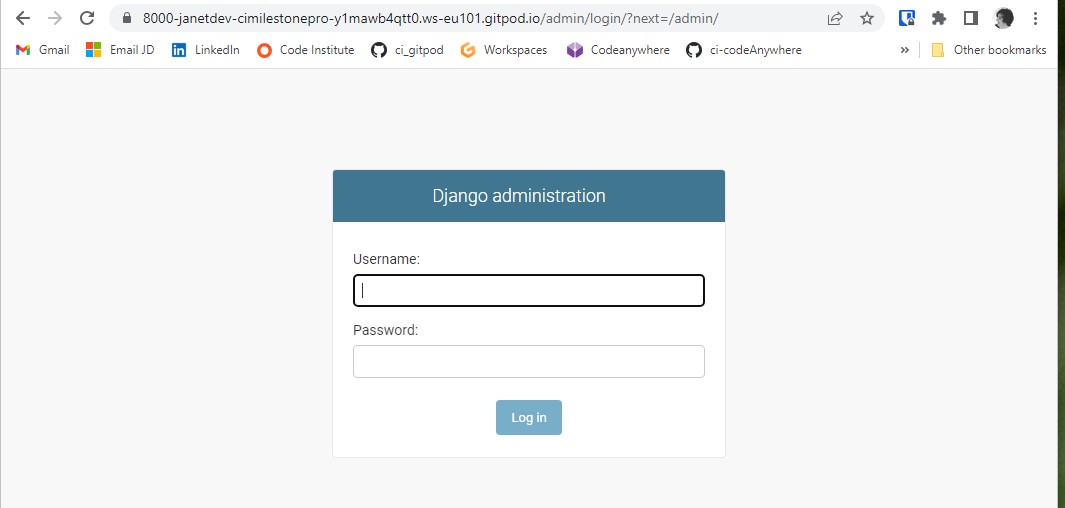 8000-janetdev-cimilestonepro-y1mawb4qtt0.ws-eu101.gitpod.io/admin/login/?next=/admin/
Gmail Email JD LinkedIn Code Institute ci_gitpod Workspaces Codeanywhere ci-codeAnywhere » Other bookmarks
Django administration
Username:
Password:
Log in